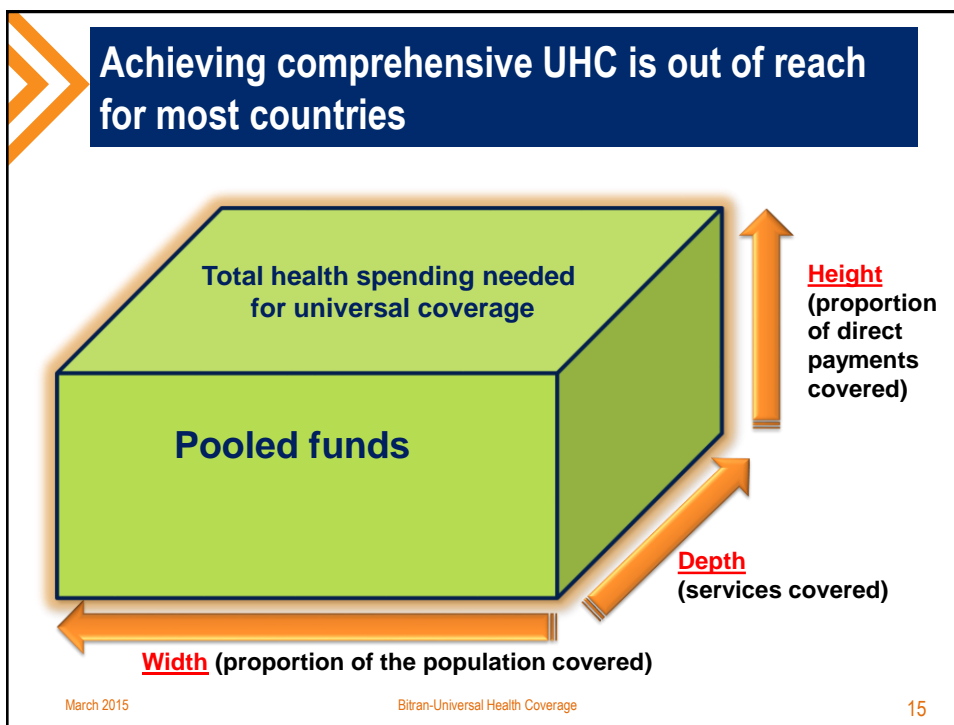 Achieving comprehensive UHC is out of reach
for most countries
Total health spending needed
for universal coverage
Pooled funds
Height
(proportion
of direct
payments
covered)
Depth
(services covered)
Width (proportion of the population covered)
March 2015
Bitran-Universal Health Coverage
15